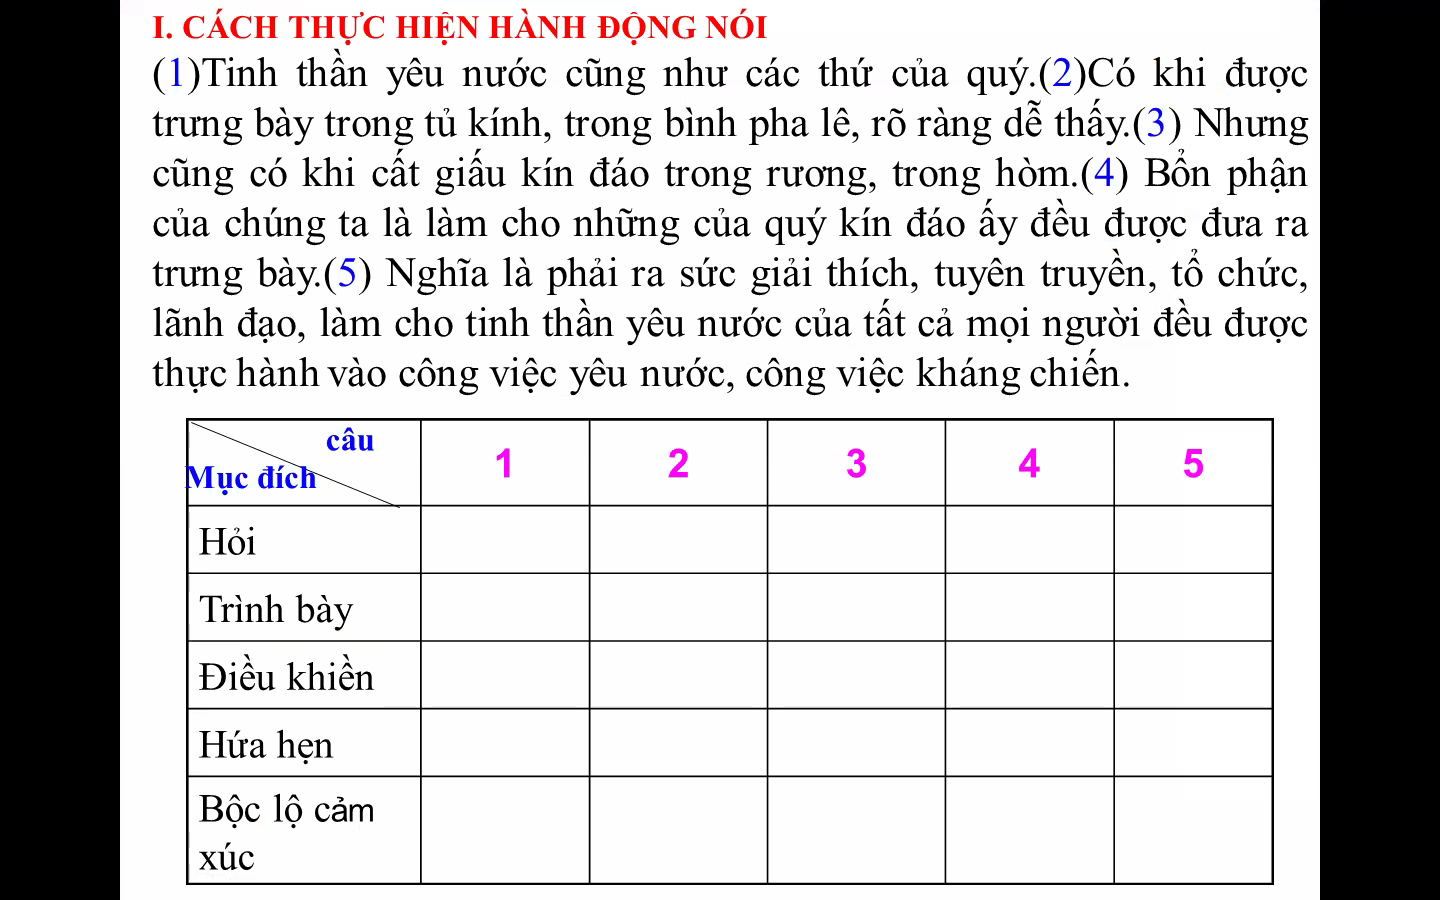 I. CÁCH THỰC HIỆN HÀNH ĐỘNG NÓI
(1)Tinh thần yêu nước cũng như các thứ của quý.(2)Có khi được
trưng bày trong tủ kính, trong bình pha lê, rõ ràng dễ thấy.(3) Nhưng
cũng có khi cất giấu kín đáo trong rương, trong hòm.(4) Bổn phận
của chúng ta là làm cho những của quý kín đáo ấy đều được đưa ra
trưng bày.(5) Nghĩa là phải ra sức giải thích, tuyên truyền, tổ chức,
lãnh đạo, làm cho tinh thần yêu nước của tất cả mọi người đều được
thực hành vào công việc yêu nước, công việc kháng chiến.
câu
Mục đích
1 2 3 4 5
Hỏi
Trình bày
Điều khiền
Hứa hẹn
Bộc lộ cảm
xúc